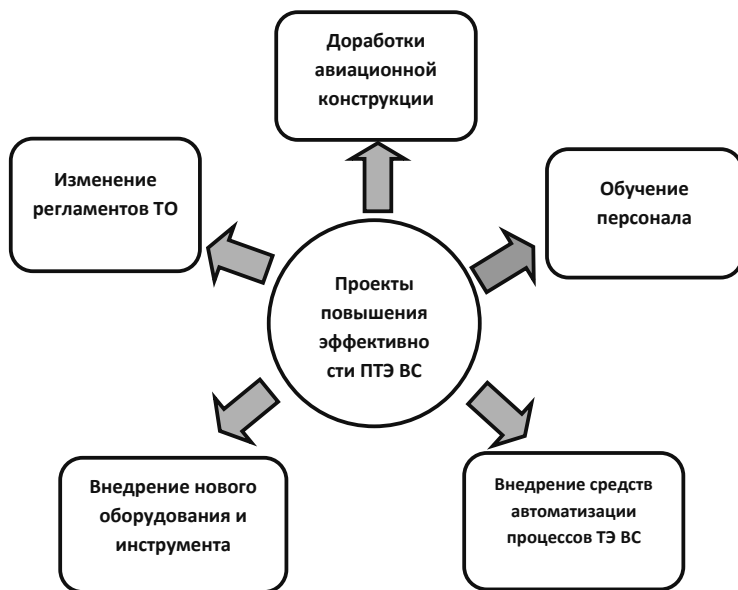 Доработки
авиационной
конструкции
Изменение
регламентов ТО
Обучение
персонала
Проекты
повышения
эффективно
сти ПТЭ ВС
Внедрение нового
оборудования и
инструмента
Внедрение средств
автоматизации
процессов ТЭ ВС